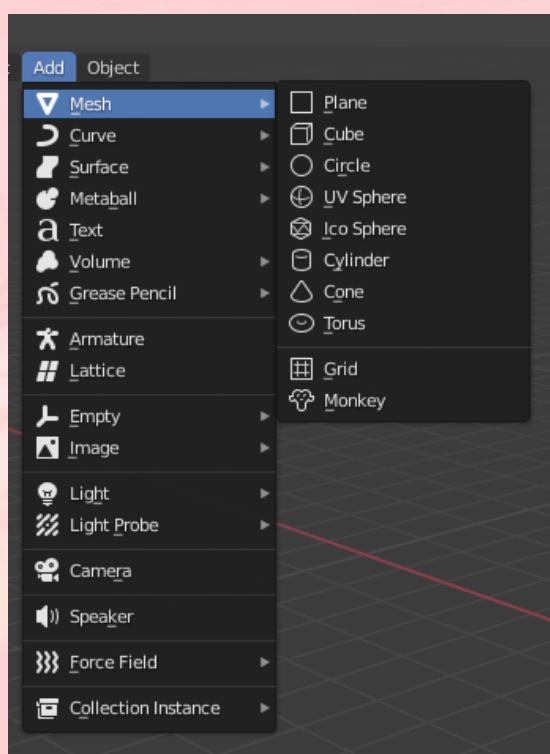 Add Object
Mesh
Curve
Surface
Metaball
Text
Volume
Grease Pencil
Armature
Lattice
Empty
Image
Light
Light Probe
Camera
Speaker
Force Field
Collection Instance
Plane
Cube
Circle
UV Sphere
Ico Sphere
Cylinder
Cone
Torus
Grid
Monkey